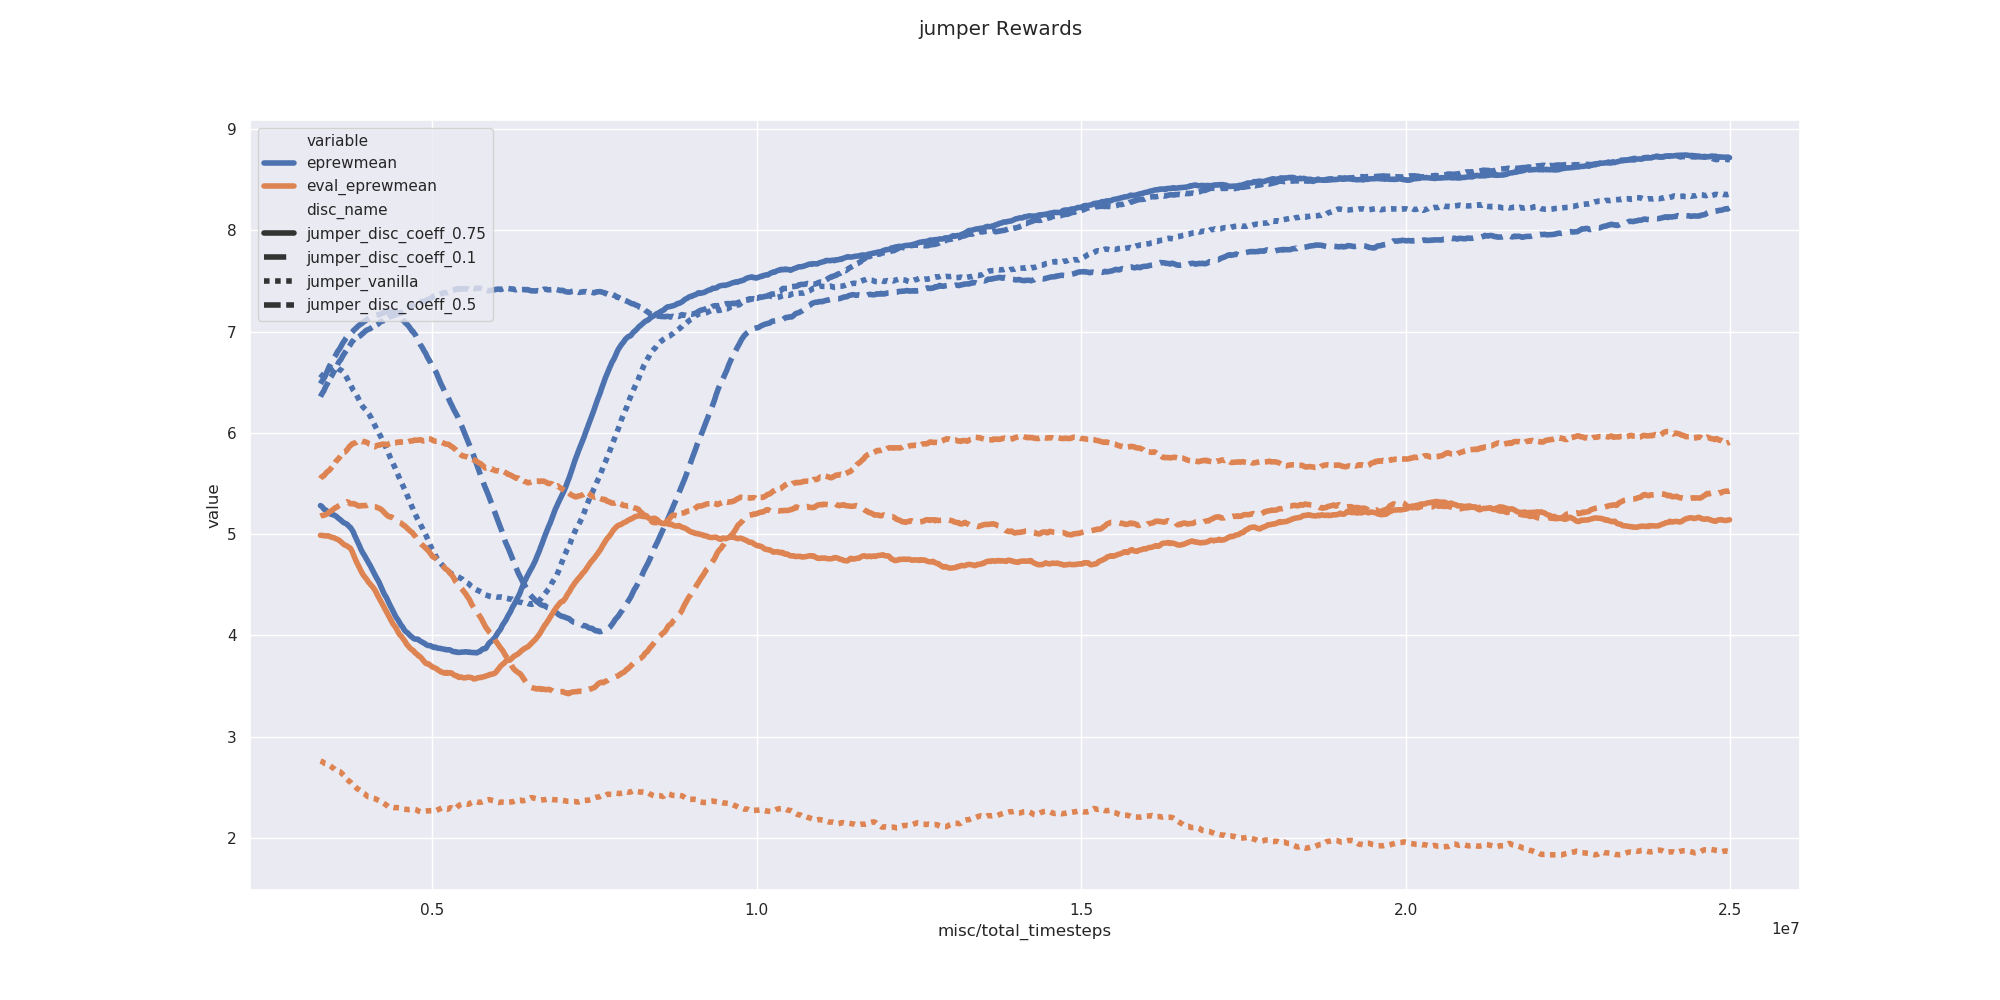 jumper Rewards
variable
eprewmean
eval_eprewmean
disc_name
jumper_disc_coeff_0.75
jumper_disc_coeff_0.1
jumper_vanilla
jumper_disc_coeff_0.5
9
8
7
6
5
4
3
2
value
0.5 1.0 1.5 2.0 2.5
1e7
misc/total_timesteps